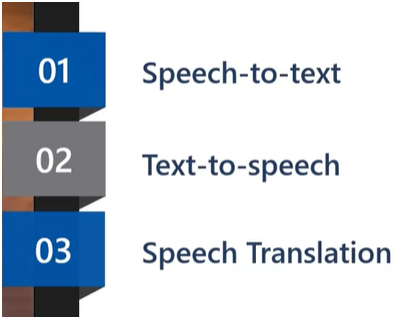 01 Speech-to-text
02 Text-to-speech
03 Speech Translation